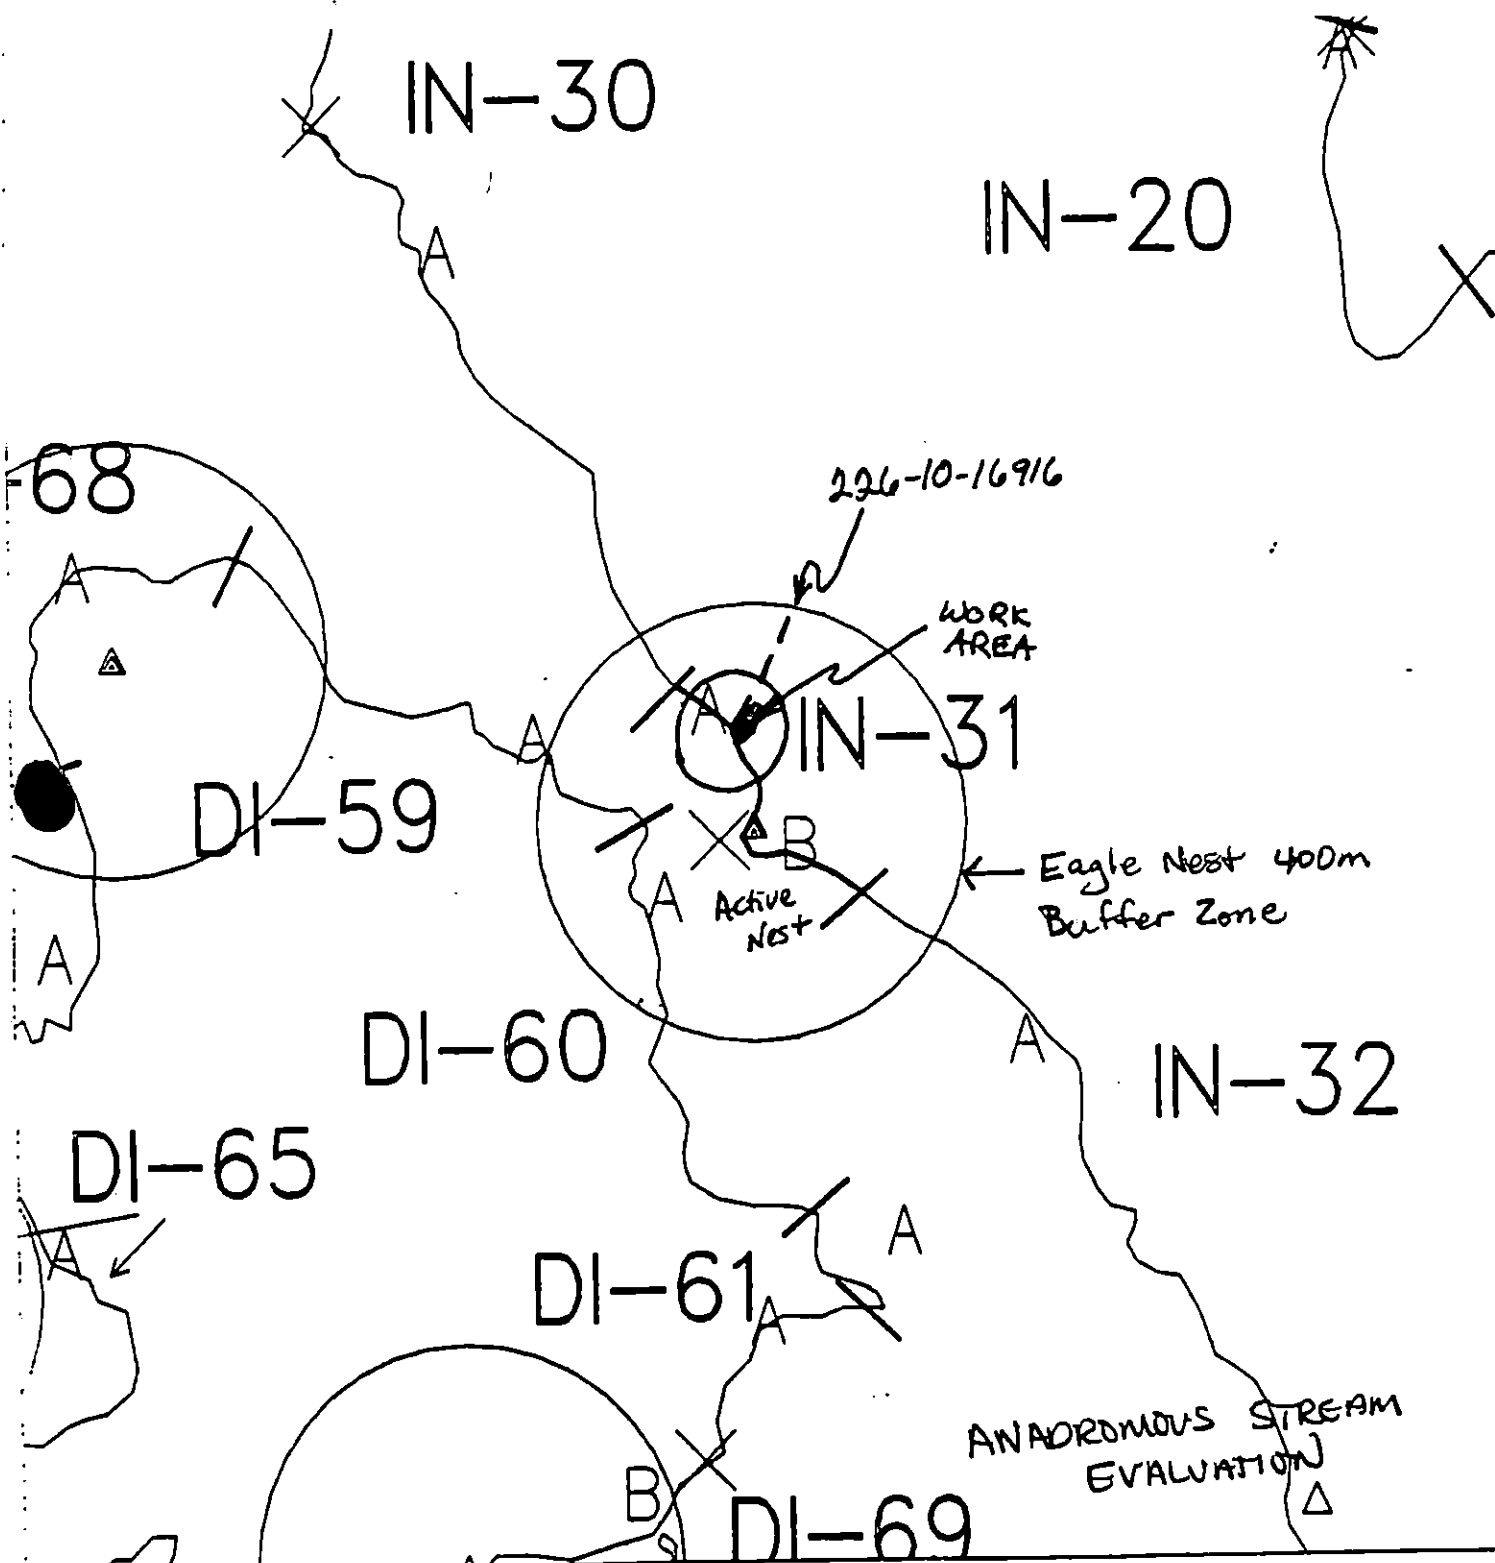 IN-30
A
IN-20
A
-68
226-10-16916
A
WORK
AREA
A
IN-31
A
DI-59
B
A
Active
Nest
Eagle Nest 400m
Buffer Zone
A
DI-60
A
IN-32
DI-65
A
A
DI-61
A
ANADROMOUS STREAM
EVALUATION
B
DI-69